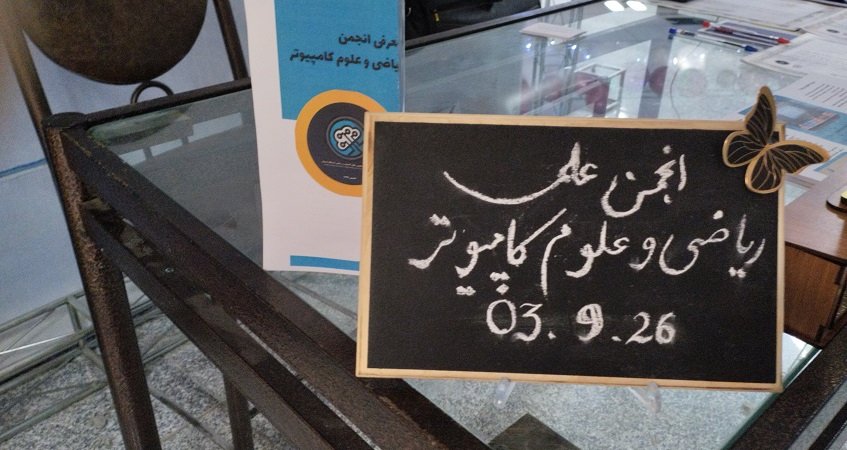 معرفی انجمن
ریاضی و علوم کامپیوتر
انجمن علمی
ریاضی و علوم کامپیوتر
03.9.26